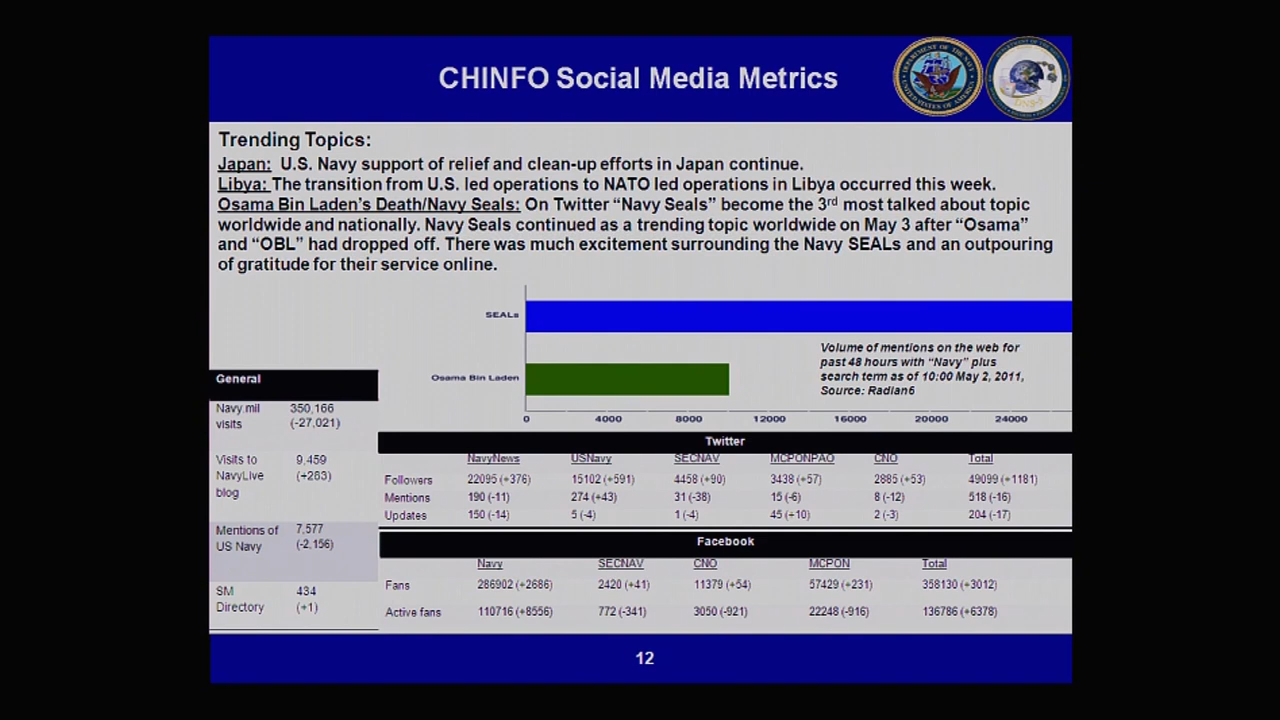 CHINFO Social Media Metrics
Trending Topics:
Japan: U.S. Navy support of relief and clean-up efforts in Japan continue.
Libya: The transition from U.S. led operations to NATO led operations in Libya occurred this week.
Osama Bin Laden's Death/Navy Seals: On Twitter "Navy Seals" become the 3rd most talked about topic
worldwide and nationally. Navy Seals continued as a trending topic worldwide on May 3 after "Osama"
and "OBL" had dropped off. There was much excitement surrounding the Navy SEALs and an outpouring
of gratitude for their service online.
SEALs
Osama Bin Laden
Volume of mentions on the web for
past 48 hours with "Navy" plus
search term as of 10:00 May 2, 2011,
Source: Radian6
0 4000 8000 12000 16000 20000 24000
General
Navy.mil visits 350,166 (-27,021)
Visits to NavyLive blog 9,459 (+283)
Mentions of US Navy 7,577 (-2,156)
SM Directory 434 (+1)
Twitter
NavyNews USNavy SECNAV MCPONPAO CNO Total
Followers 22095 (+376) 15102 (+591) 4458 (+90) 3438 (+57) 2885 (+53) 49099 (+1181)
Mentions 190 (-11) 274 (+43) 31 (-38) 15 (-6) 8 (-12) 518 (-16)
Updates 150 (-14) 5 (-4) 1 (-4) 45 (+10) 2 (-3) 204 (-17)
Facebook
Navy SECNAV CNO MCPON Total
Fans 286902 (+2686) 2420 (+41) 11379 (+54) 57429 (+231) 358130 (+3012)
Active fans 110716 (+8556) 772 (-341) 3050 (-921) 22248 (-916) 136786 (+6378)
12